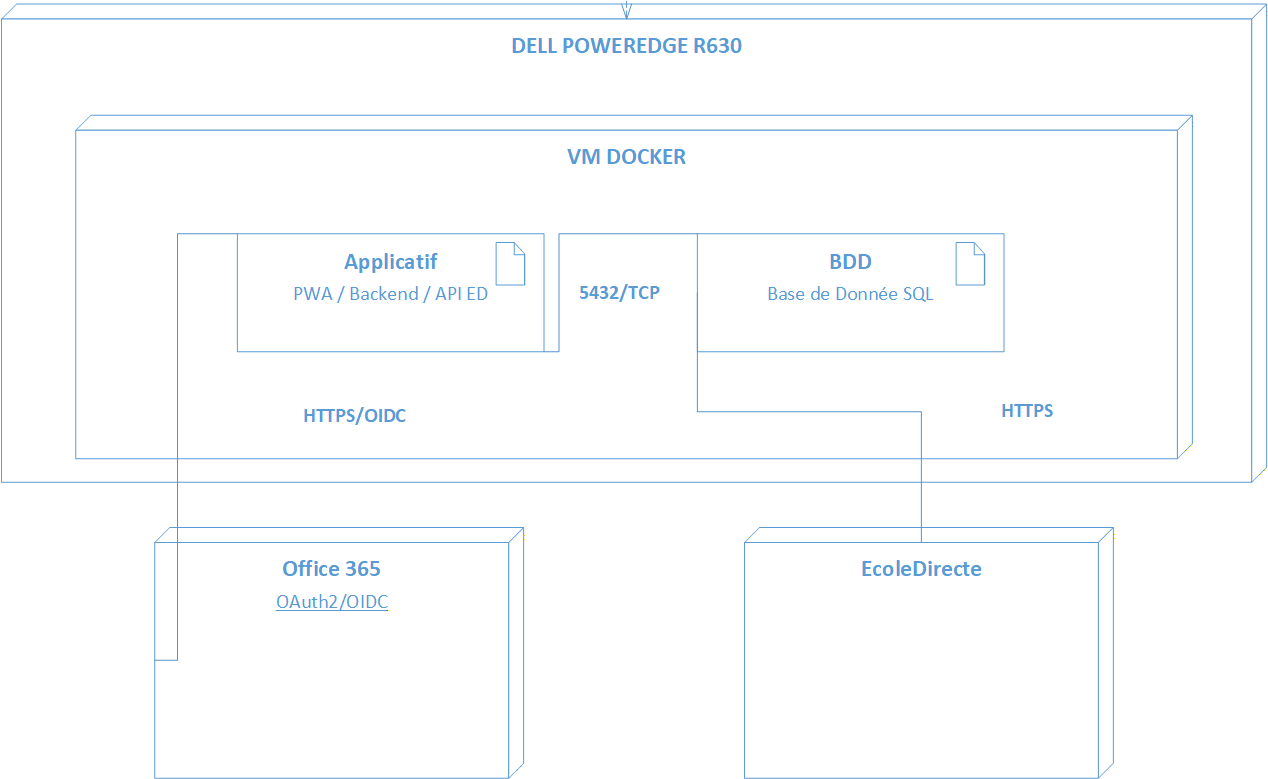 DELL POWEREDGE R630
VM DOCKER
Applicatif
PWA / Backend / API ED
5432/TCP
BDD
Base de Donnée SQL
HTTPS/OIDC
HTTPS
Office 365
OAuth2/OIDC
EcoleDirecte